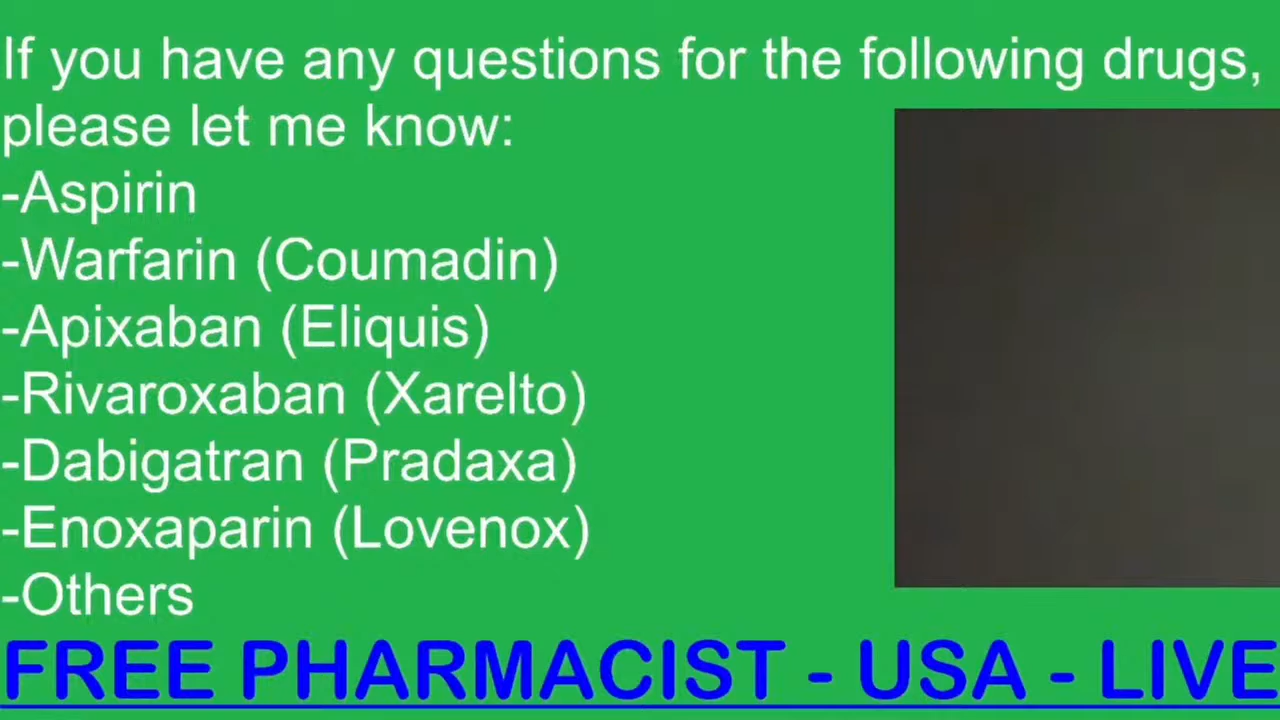 If you have any questions for the following drugs,
please let me know:
-Aspirin
-Warfarin (Coumadin)
-Apixaban (Eliquis)
-Rivaroxaban (Xarelto)
-Dabigatran (Pradaxa)
-Enoxaparin (Lovenox)
-Others
FREE PHARMACIST - USA - LIVE